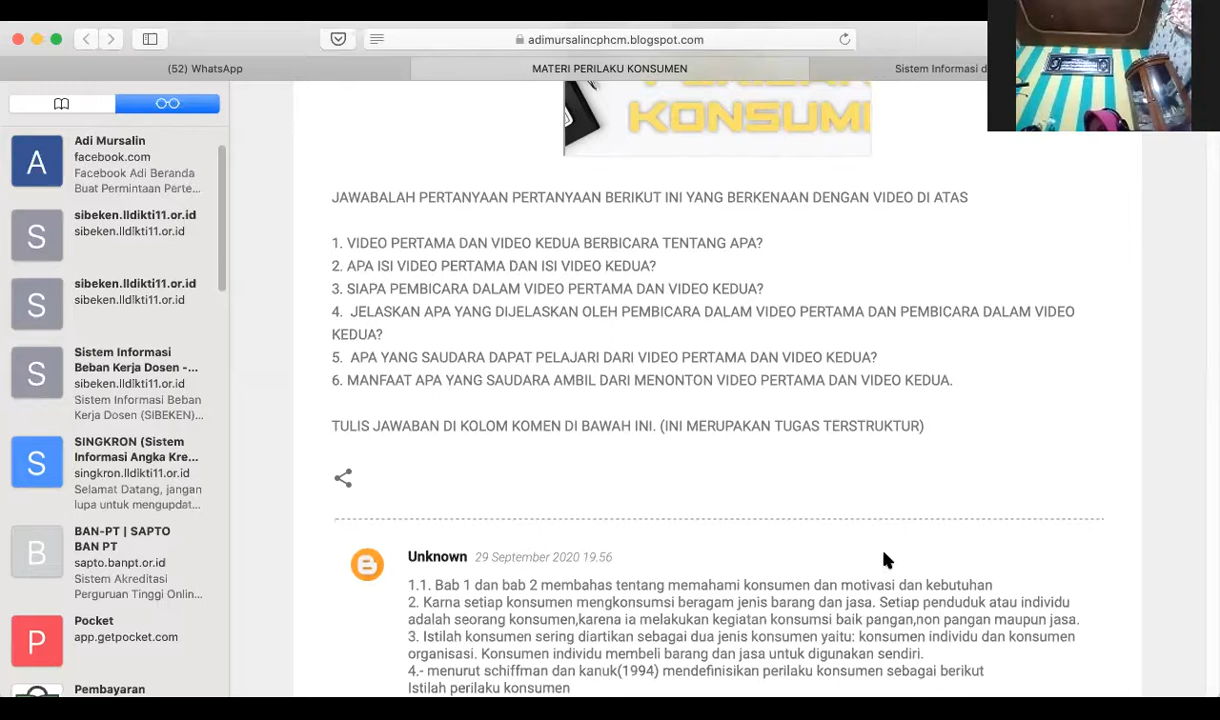 adimursalincphcm.blogspot.com
(52) WhatsApp
MATERI PERILAKU KONSUMEN
Sistem Informasi d
Adi Mursalin
facebook.com
Facebook Adi Beranda
Buat Permintaan Perte...
S
sibeken.lldikti11.or.id
sibeken.lldikti11.or.id
S
sibeken.lldikti11.or.id
sibeken.lldikti11.or.id
S
Sistem Informasi
Beban Kerja Dosen -...
sibeken.lldikti11.or.id
Sistem Informasi Beban
Kerja Dosen (SIBEKEN)...
S
SINGKRON (Sistem
Informasi Angka Kre...
singkron.lldikti11.or.id
Selamat Datang, jangan
lupa untuk mengupdat...
B
BAN-PT | SAPTO
BAN PT
sapto.banpt.or.id
Sistem Akreditasi
Perguruan Tinggi Onlin...
P
Pocket
app.getpocket.com
Pembayaran
A
KONSUMI
JAWABALAH PERTANYAAN PERTANYAAN BERIKUT INI YANG BERKENAAN DENGAN VIDEO DI ATAS
1. VIDEO PERTAMA DAN VIDEO KEDUA BERBICARA TENTANG APA?
2. APA ISI VIDEO PERTAMA DAN ISI VIDEO KEDUA?
3. SIAPA PEMBICARA DALAM VIDEO PERTAMA DAN VIDEO KEDUA?
4. JELASKAN APA YANG DIJELASKAN OLEH PEMBICARA DALAM VIDEO PERTAMA DAN PEMBICARA DALAM VIDEO
KEDUA?
5. APA YANG SAUDARA DAPAT PELAJARI DARI VIDEO PERTAMA DAN VIDEO KEDUA?
6. MANFAAT APA YANG SAUDARA AMBIL DARI MENONTON VIDEO PERTAMA DAN VIDEO KEDUA.
TULIS JAWABAN DI KOLOM KOMEN DI BAWAH INI. (INI MERUPAKAN TUGAS TERSTRUKTUR)
Unknown 29 September 2020 19.56
1.1. Bab 1 dan bab 2 membahas tentang memahami konsumen dan motivasi dan kebutuhan
2. Karna setiap konsumen mengkonsumsi beragam jenis barang dan jasa. Setiap penduduk atau individu
adalah seorang konsumen,karena ia melakukan kegiatan konsumsi baik pangan,non pangan maupun jasa.
3. Istilah konsumen sering diartikan sebagai dua jenis konsumen yaitu: konsumen individu dan konsumen
organisasi. Konsumen individu membeli barang dan jasa untuk digunakan sendiri.
4.- menurut schiffman dan kanuk(1994) mendefinisikan perilaku konsumen sebagai berikut
Istilah perilaku konsumen